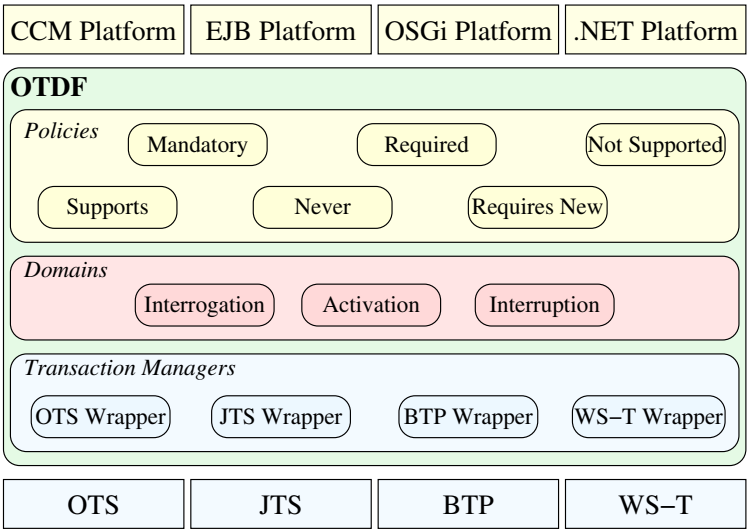 CCM Platform EJB Platform OSGi Platform .NET Platform
OTDF
Policies
Mandatory Required Not Supported
Supports Never Requires New
Domains
Interrogation Activation Interruption
Transaction Managers
OTS Wrapper JTS Wrapper BTP Wrapper WS−T Wrapper
OTS JTS BTP WS−T